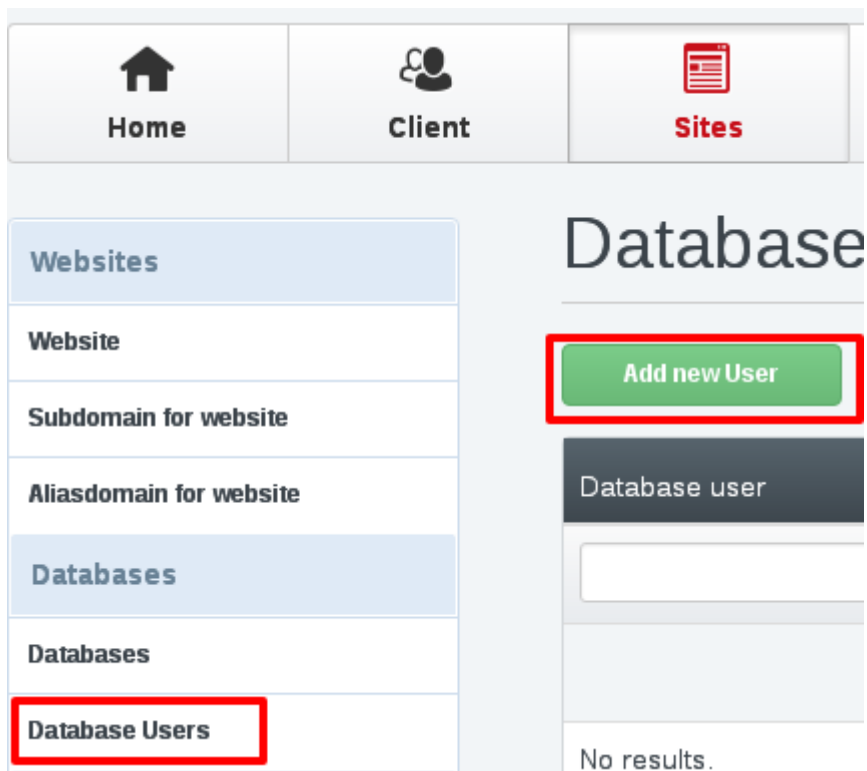 Home
Client
Sites
Websites
Website
Subdomain for website
Aliasdomain for website
Databases
Databases
Database Users
Database
Add new User
Database user
No results.